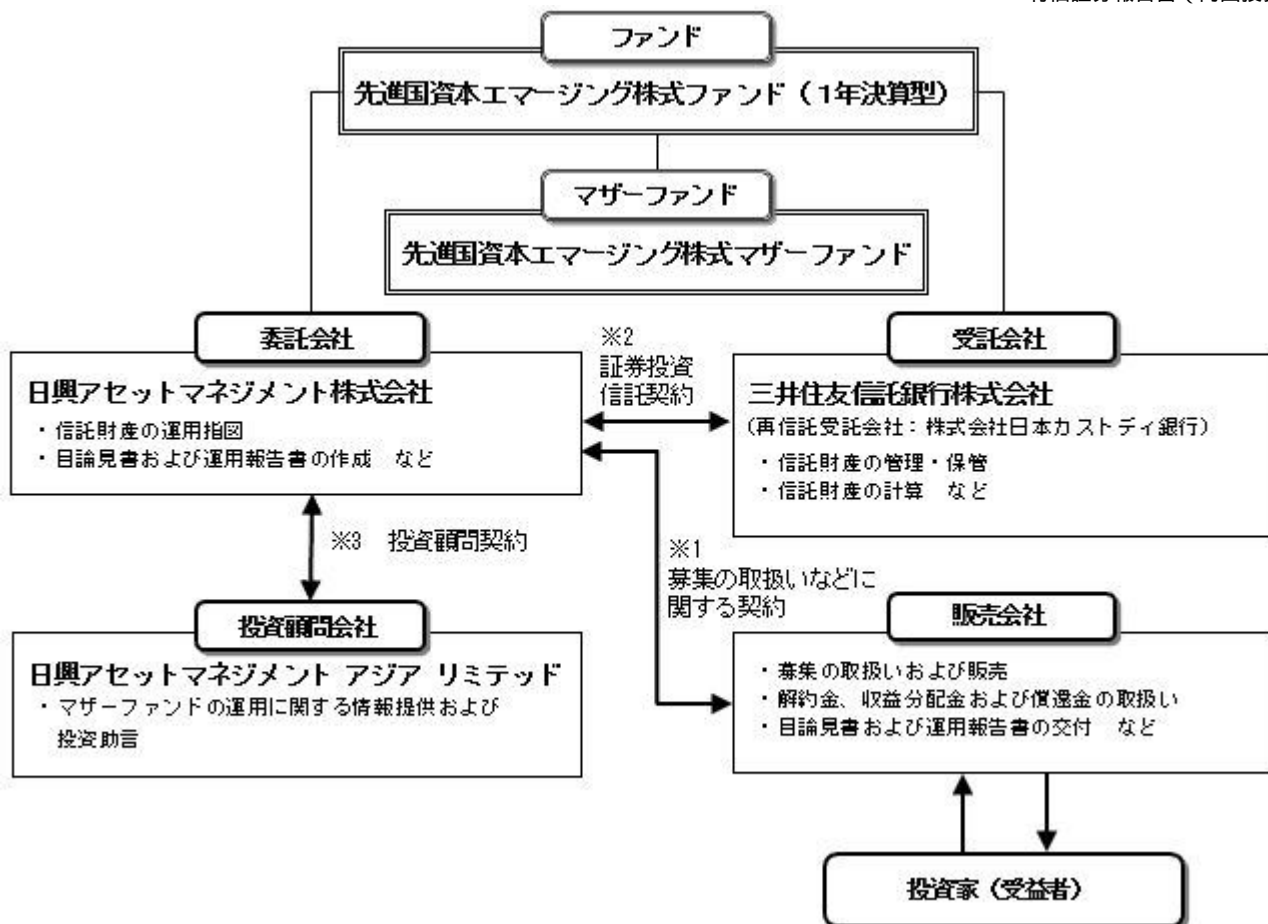 ファンド
先進国資本エマージング株式ファンド（1年決算型）
マザーファンド
先進国資本エマージング株式マザーファンド
委託会社
日興アセットマネジメント株式会社
・信託財産の運用指図
・目論見書および運用報告書の作成　など
※2
証券投資
信託契約
受託会社
三井住友信託銀行株式会社
（再信託受託会社：株式会社日本カストディ銀行）
・信託財産の管理・保管
・信託財産の計算　など
※3　投資顧問契約
※1
募集の取扱いなどに
関する契約
投資顧問会社
日興アセットマネジメント アジア リミテッド
・マザーファンドの運用に関する情報提供および
投資助言
販売会社
・募集の取扱いおよび販売
・解約金、収益分配金および償還金の取扱い
・目論見書および運用報告書の交付　など
投資家（受益者）